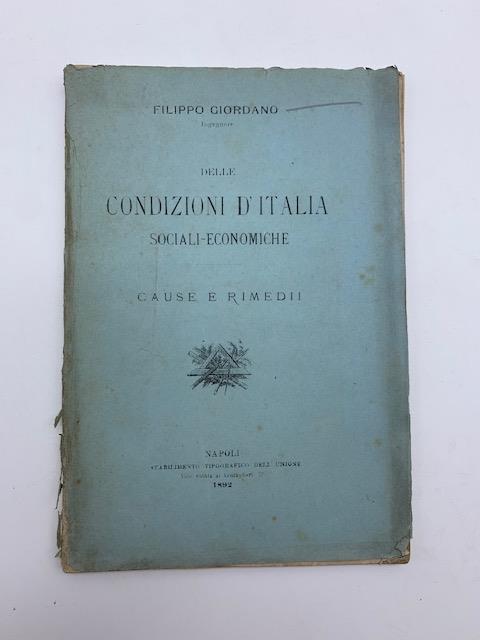 FILIPPO GIORDANO
Ingegnere
DELLE
CONDIZIONI D'ITALIA
SOCIALI-ECONOMICHE
CAUSE E RIMEDII
NAPOLI
STABILIMENTO TIPOGRAFICO DELL'UNIONE
1892